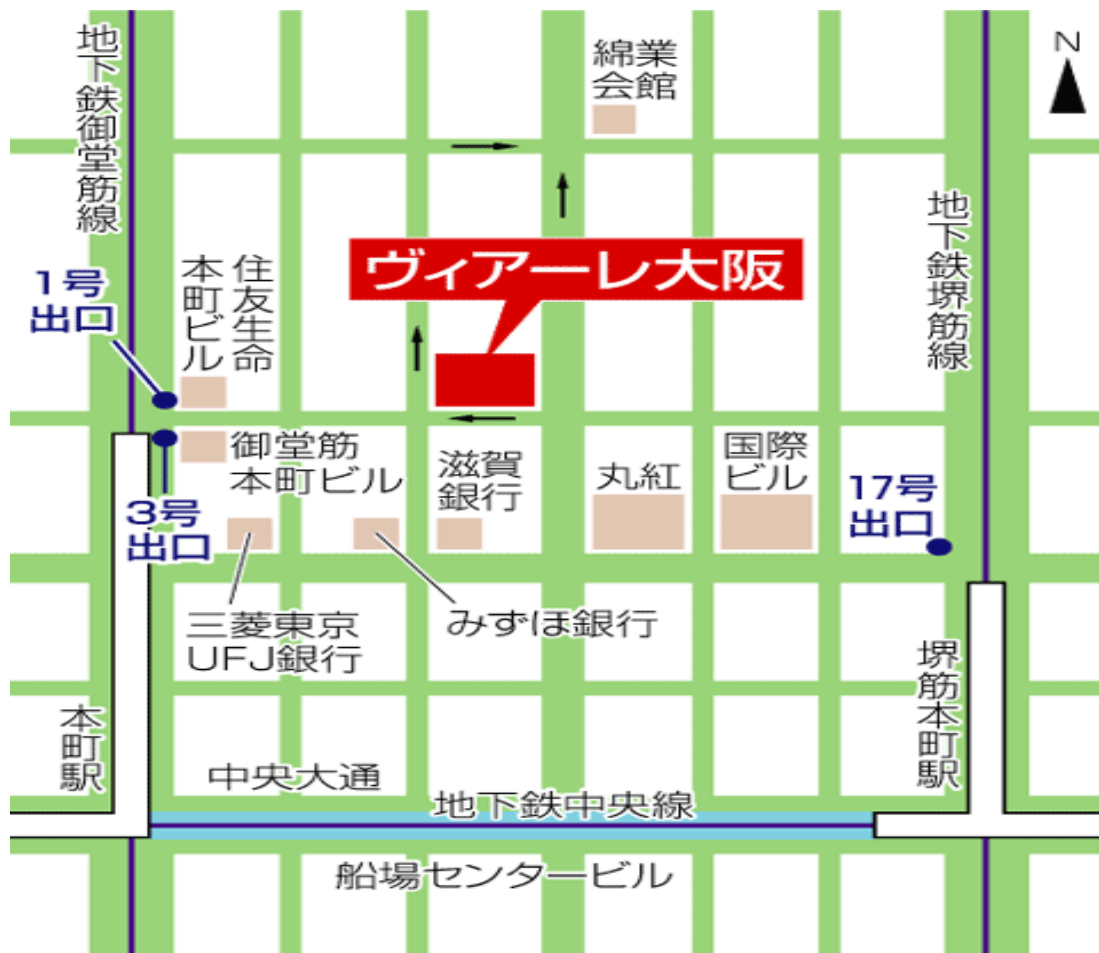 地下鉄御堂筋線
綿業
会館
N
地下鉄堺筋線
ヴィアーレ大阪
1号
出口
住友生命
本町ビル
御堂筋
本町ビル
滋賀
銀行
丸紅
国際
ビル
17号
出口
3号
出口
三菱東京
UFJ銀行
みずほ銀行
堺筋本町駅
本町駅
中央大通
地下鉄中央線
船場センタービル